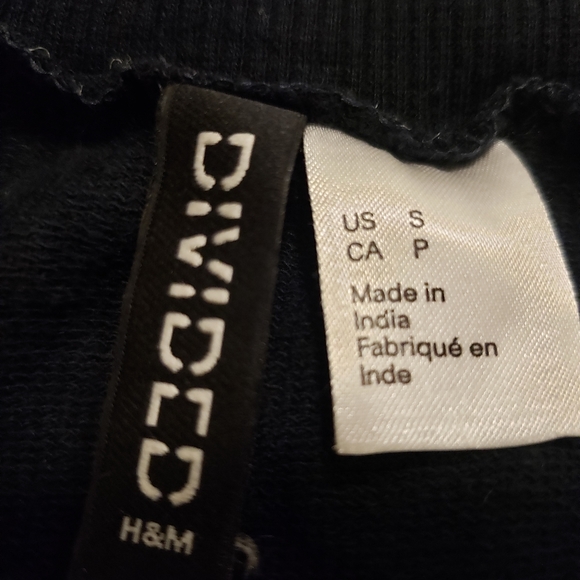 DIVIDED
H&M
US S
CA P
Made in
India
Fabriqué en
Inde